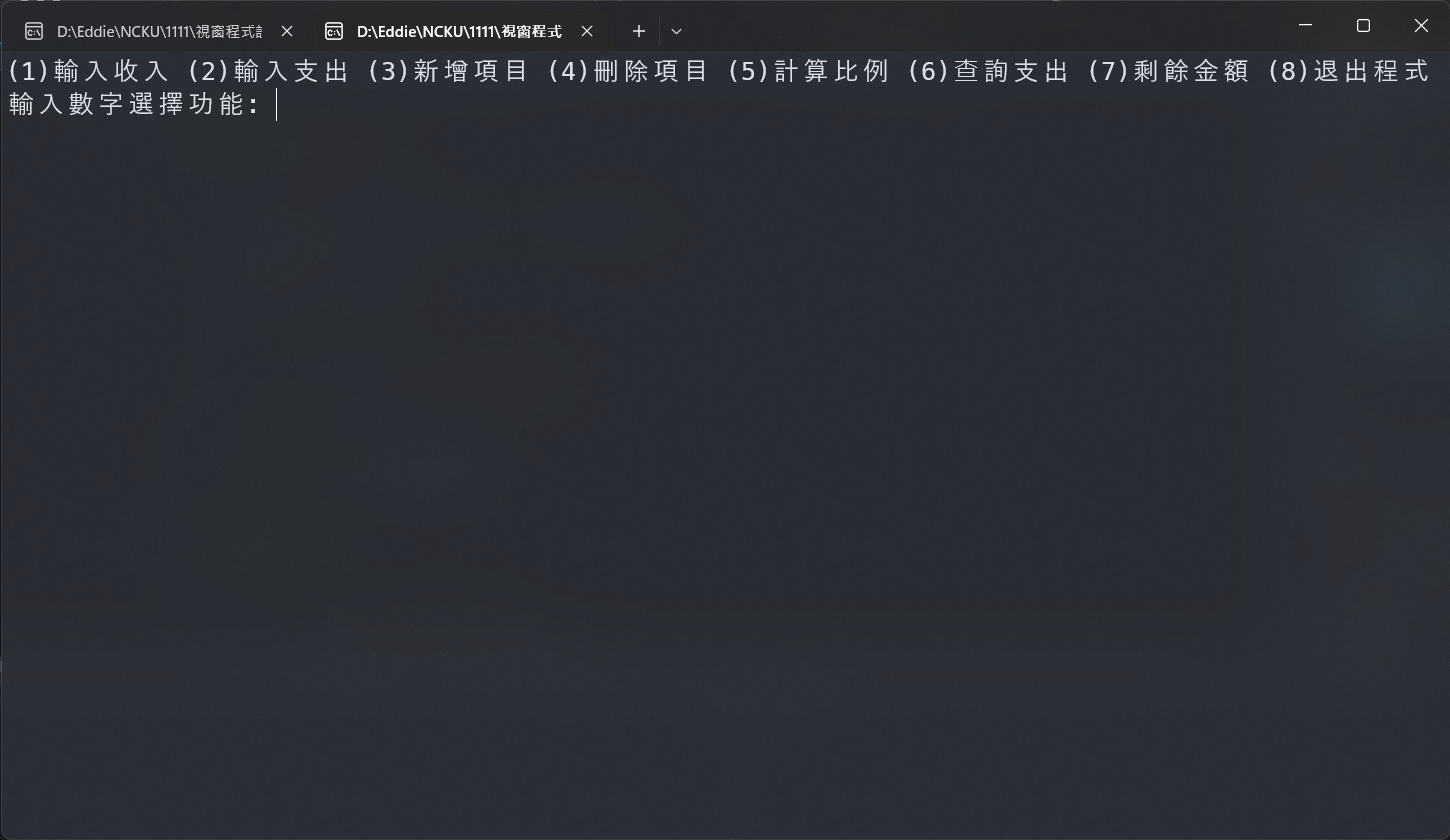 D:\Eddie\NCKU\1111\視窗程式
D:\Eddie\NCKU\1111\視窗程式
(1)輸入收入 (2)輸入支出 (3)新增項目 (4)刪除項目 (5)計算比例 (6)查詢支出 (7)剩餘金額 (8)退出程式
輸入數字選擇功能: